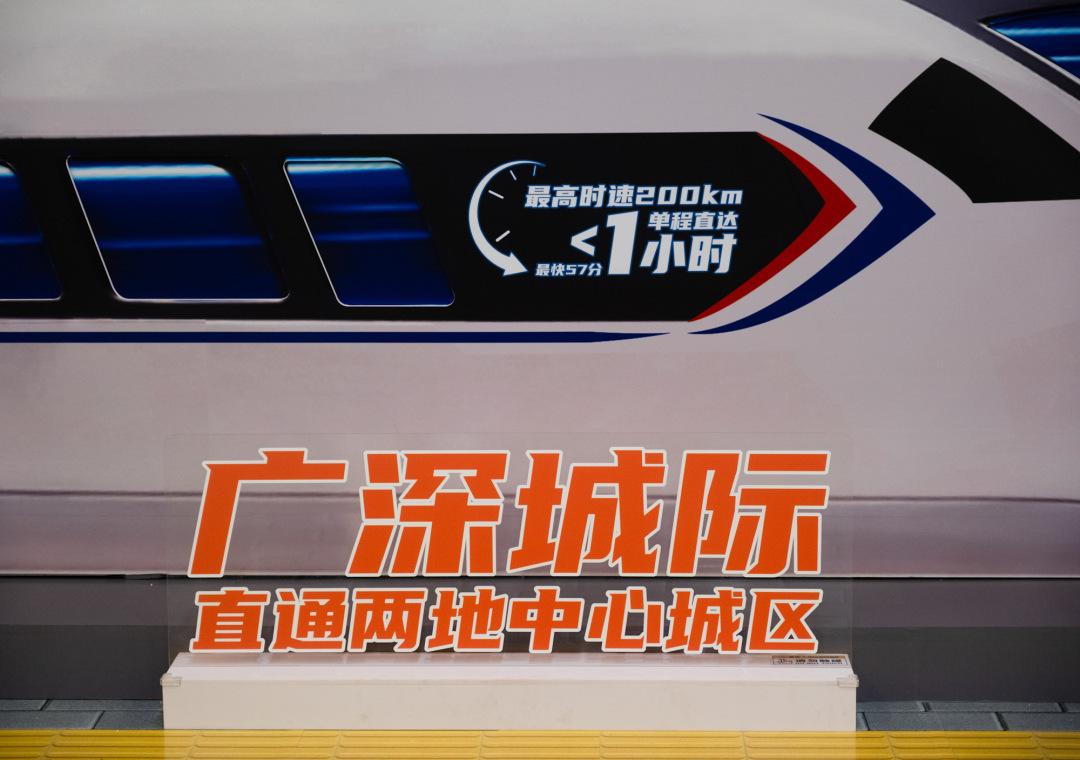 最高时速200km
单程直达
<1小时
最快57分
广深城际
直通两地中心城区